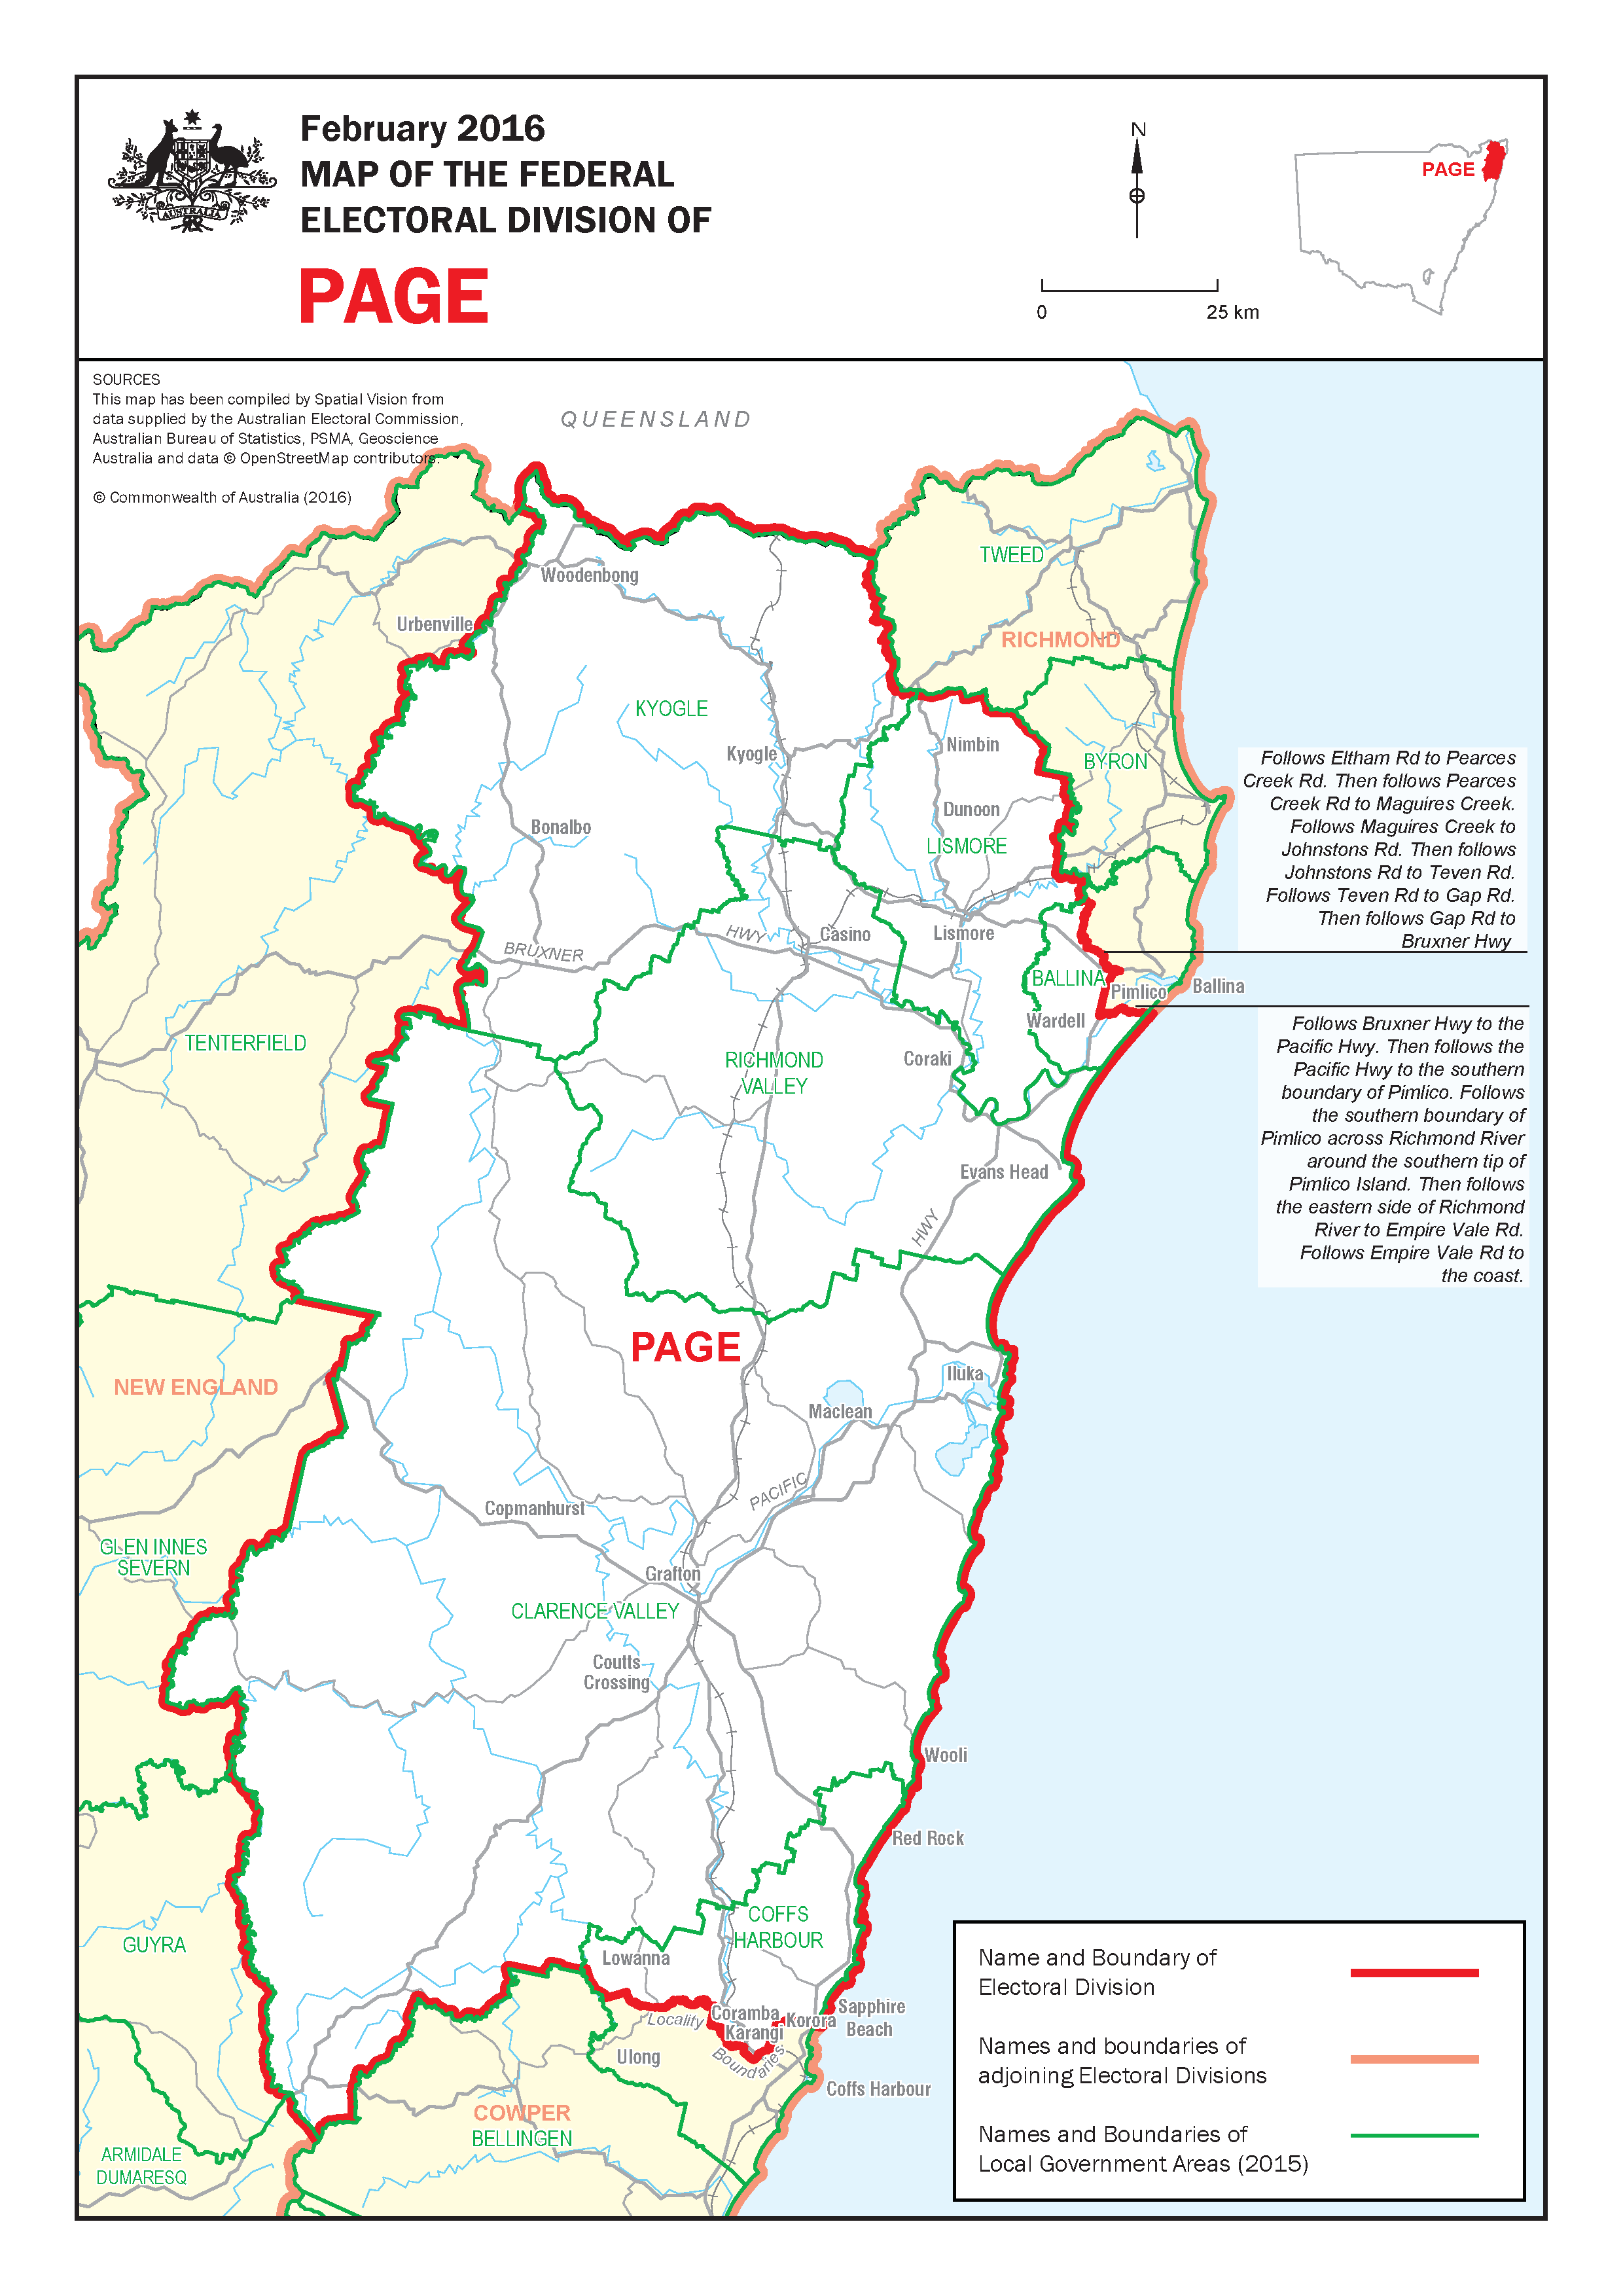 February 2016
MAP OF THE FEDERAL
ELECTORAL DIVISION OF
PAGE
AUSTRALIA
N
0
25 km
PAGE
SOURCES
This map has been compiled by Spatial Vision from
data supplied by the Australian Electoral Commission,
Australian Bureau of Statistics, PSMA, Geoscience
Australia and data © OpenStreetMap contributors.
© Commonwealth of Australia (2016)
QUEENSLAND
TWEED
Woodenbong
Urbenville
RICHMOND
KYOGLE
Nimbin
Kyogle
BYRON
Dunoon
Bonalbo
LISMORE
Follows Eltham Rd to Pearces
Creek Rd. Then follows Pearces
Creek Rd to Maguires Creek.
Follows Maguires Creek to
Johnstons Rd. Then follows
Johnstons Rd to Teven Rd.
Follows Teven Rd to Gap Rd.
Then follows Gap Rd to
Bruxner Hwy
BRUXNER
HWY
Casino
Lismore
BALLINA
Pimlico
Ballina
Wardell
TENTERFIELD
RICHMOND
VALLEY
Coraki
Follows Bruxner Hwy to the
Pacific Hwy. Then follows the
Pacific Hwy to the southern
boundary of Pimlico. Follows
the southern boundary of
Pimlico across Richmond River
around the southern tip of
Pimlico Island. Then follows
the eastern side of Richmond
River to Empire Vale Rd.
Follows Empire Vale Rd to
the coast.
Evans Head
HWY
PAGE
Iluka
NEW ENGLAND
Maclean
PACIFIC
Copmanhurst
GLEN INNES
SEVERN
Grafton
CLARENCE VALLEY
Coutts
Crossing
Wooli
Red Rock
COFFS
HARBOUR
GUYRA
Lowanna
Coramba
Karangi
Korora
Sapphire
Beach
Locality
Boundaries
Ulong
Coffs Harbour
COWPER
BELLINGEN
ARMIDALE
DUMARESQ
Name and Boundary of
Electoral Division
Names and boundaries of
adjoining Electoral Divisions
Names and Boundaries of
Local Government Areas (2015)